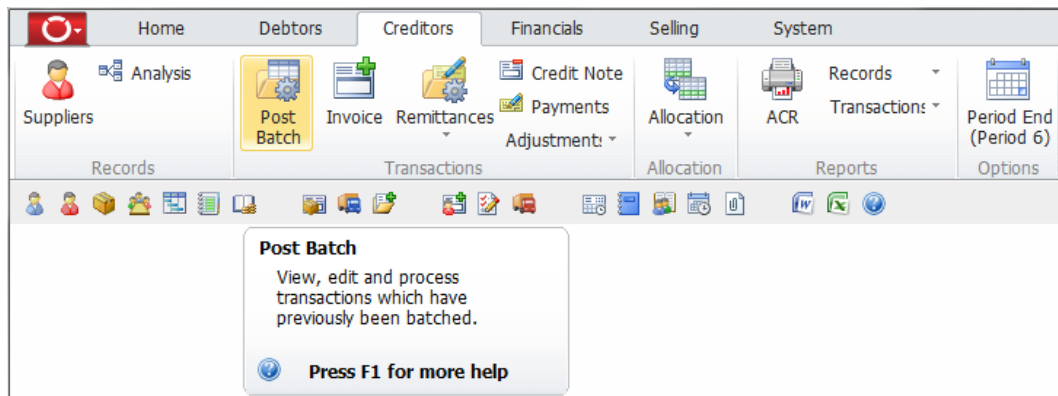 Home Debtors Creditors Financials Selling System
Suppliers
Analysis
Records
Post
Batch
Invoice
Remittances
Credit Note
Payments
Adjustment:
Transactions
Allocation
Allocation
ACR
Records
Transaction:
Reports
Period End
(Period 6)
Options
Post Batch
View, edit and process
transactions which have
previously been batched.
Press F1 for more help